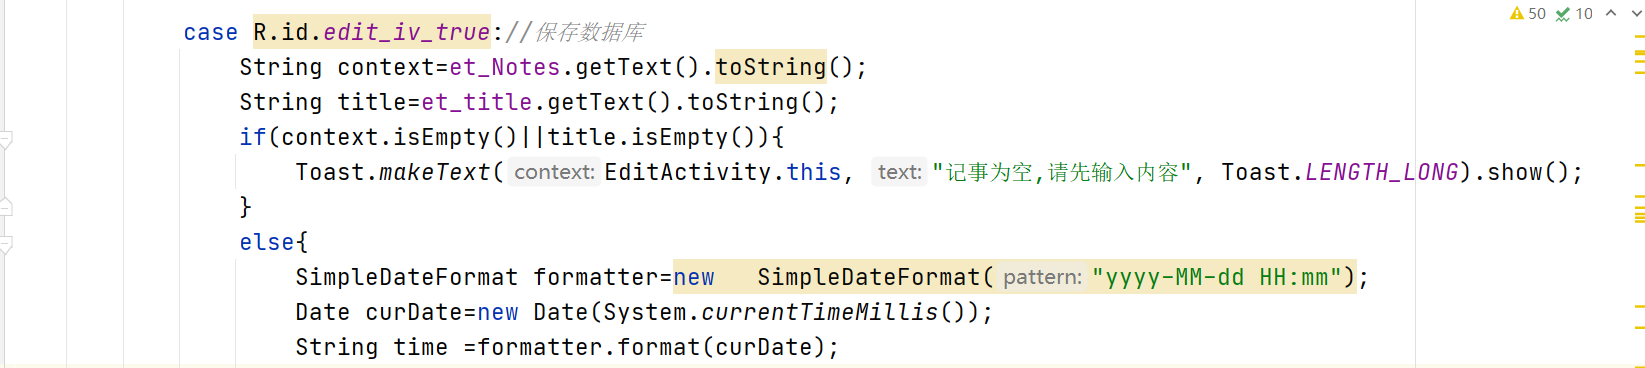 50 10
case R.id.edit_iv_true://保存数据库
String context=et_Notes.getText().toString();
String title=et_title.getText().toString();
if(context.isEmpty()||title.isEmpty()){
Toast.makeText( context: EditActivity.this, text: "记事为空,请先输入内容", Toast.LENGTH_LONG).show();
}
else{
SimpleDateFormat formatter=new   SimpleDateFormat( pattern: "yyyy-MM-dd HH:mm");
Date curDate=new Date(System.currentTimeMillis());
String time =formatter.format(curDate);